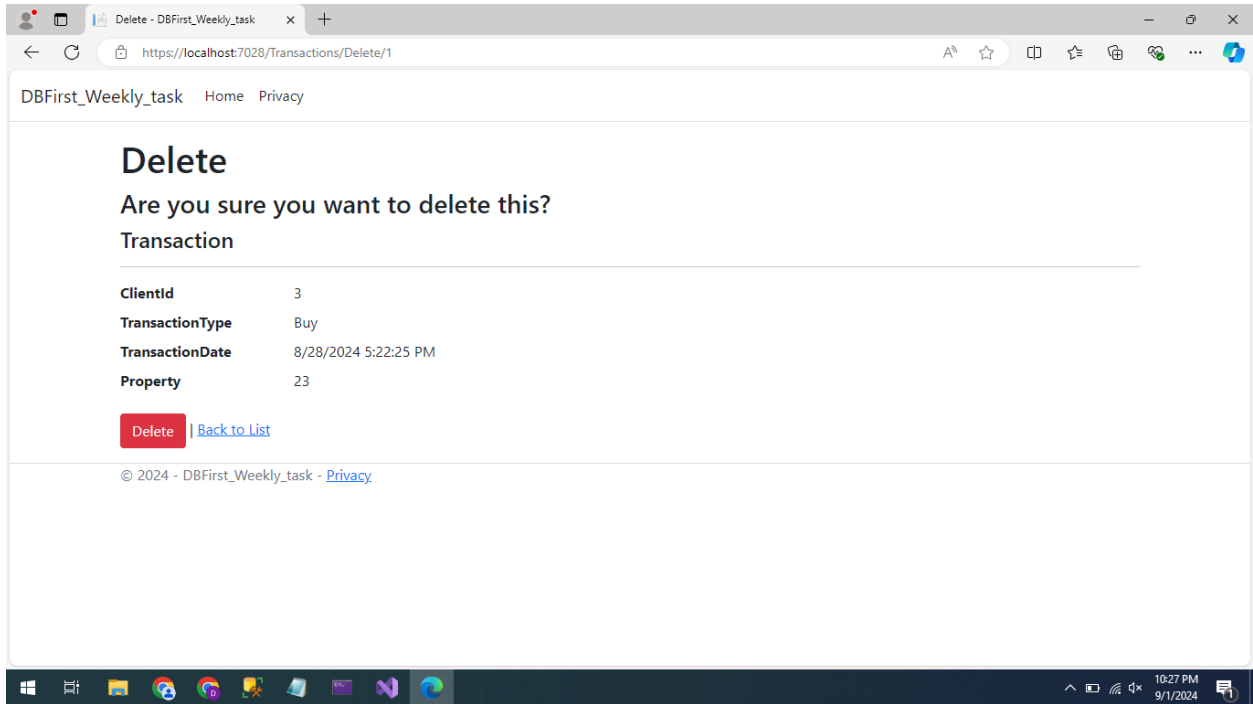 Delete - DBFirst_Weekly_task
https://localhost:7028/Transactions/Delete/1
DBFirst_Weekly_task Home Privacy
Delete
Are you sure you want to delete this?
Transaction
ClientId 3
TransactionType Buy
TransactionDate 8/28/2024 5:22:25 PM
Property 23
Delete | Back to List
© 2024 - DBFirst_Weekly_task - Privacy
10:27 PM
9/1/2024
1